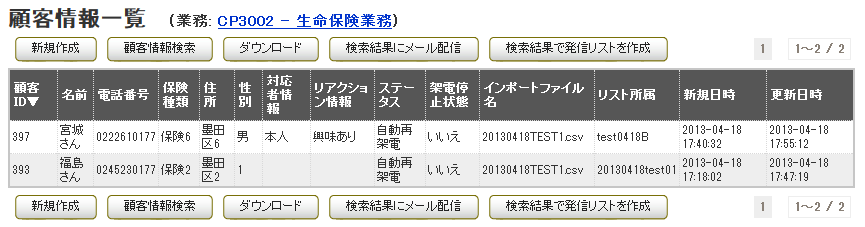 顧客情報一覧 (業務: CP3002 - 生命保険業務)
新規作成 顧客情報検索 ダウンロード 検索結果にメール配信 検索結果で発信リストを作成 1 1～2 / 2
顧客ID▼ 名前 電話番号 保険種類 住所 性別 対応者情報 リアクション情報 ステータス 架電停止状態 インポートファイル名 リスト所属 新規日時 更新日時
397 宮城さん 0222610177 保険6 墨田区6 男 本人 興味あり 自動再架電 いいえ 20130418TEST1.csv test0418B 2013-04-18 17:40:32 2013-04-18 17:55:12
393 福島さん 0245230177 保険2 墨田区2 1 自動再架電 いいえ 20130418TEST1.csv 20130418test01 2013-04-18 17:18:02 2013-04-18 17:47:19
新規作成 顧客情報検索 ダウンロード 検索結果にメール配信 検索結果で発信リストを作成 1 1～2 / 2